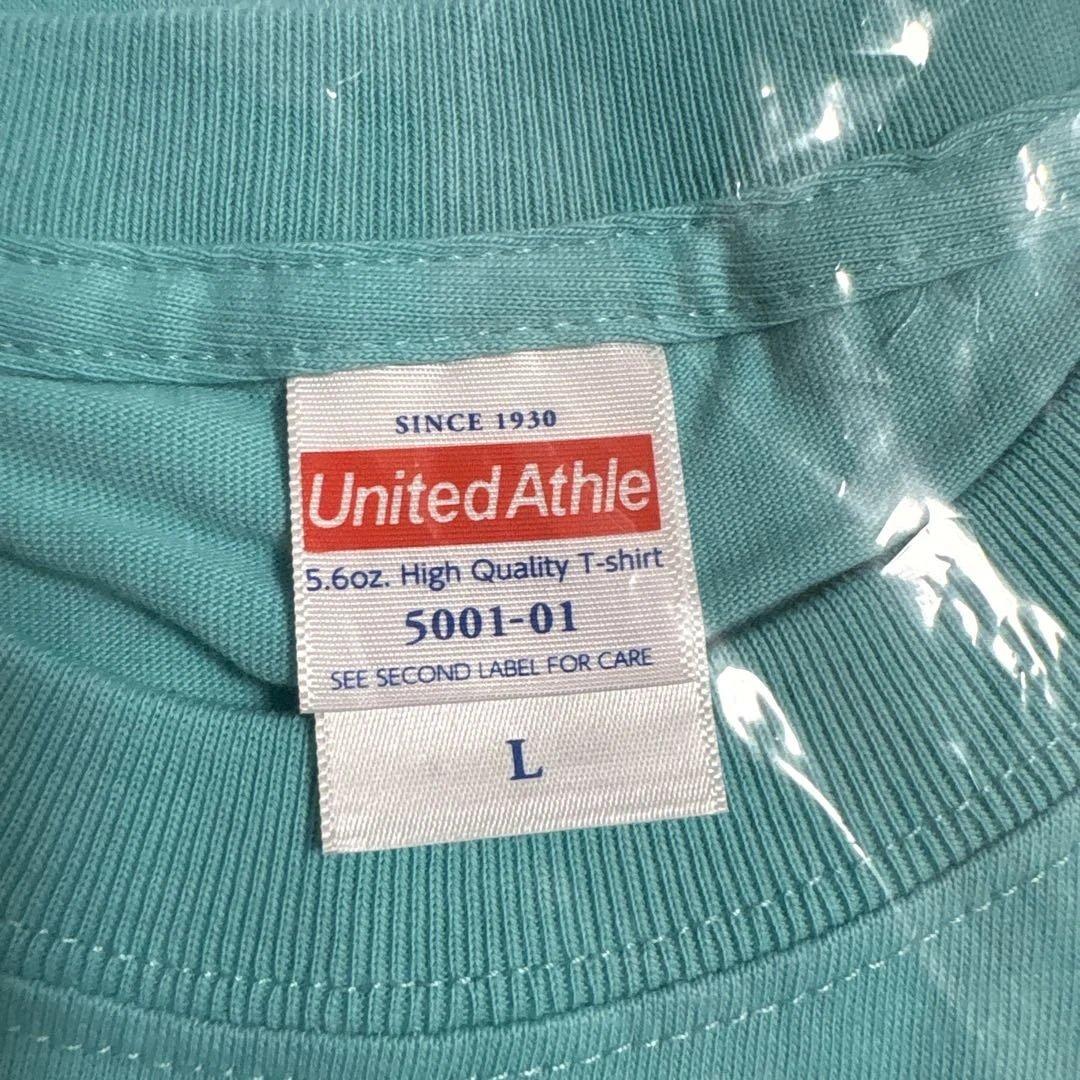 SINCE 1930
United Athle
5.6oz. High Quality T-shirt
5001-01
SEE SECOND LABEL FOR CARE
L